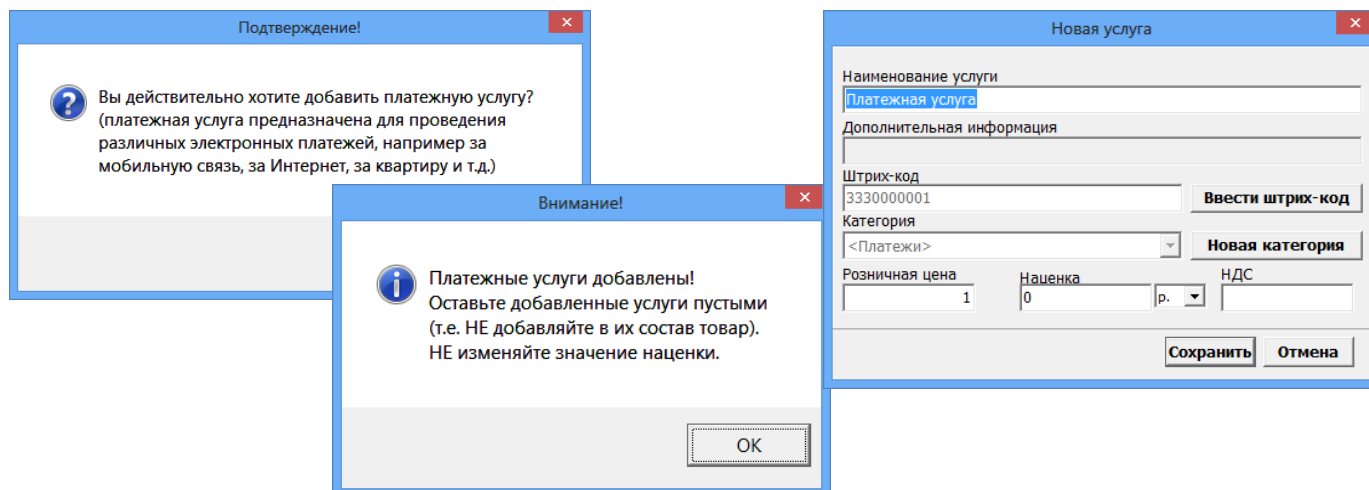 Подтверждение!
Вы действительно хотите добавить платежную услугу?
(платежная услуга предназначена для проведения
различных электронных платежей, например за
мобильную связь, за Интернет, за квартиру и т.д.)
Внимание!
Платежные услуги добавлены!
Оставьте добавленные услуги пустыми
(т.е. НЕ добавляйте в их состав товар).
НЕ изменяйте значение наценки.
OK
Новая услуга
Наименование услуги
Платежная услуга
Дополнительная информация
Штрих-код
3330000001 Ввести штрих-код
Категория
<Платежи> Новая категория
Розничная цена Наценка НДС
1 0 р.
Сохранить Отмена